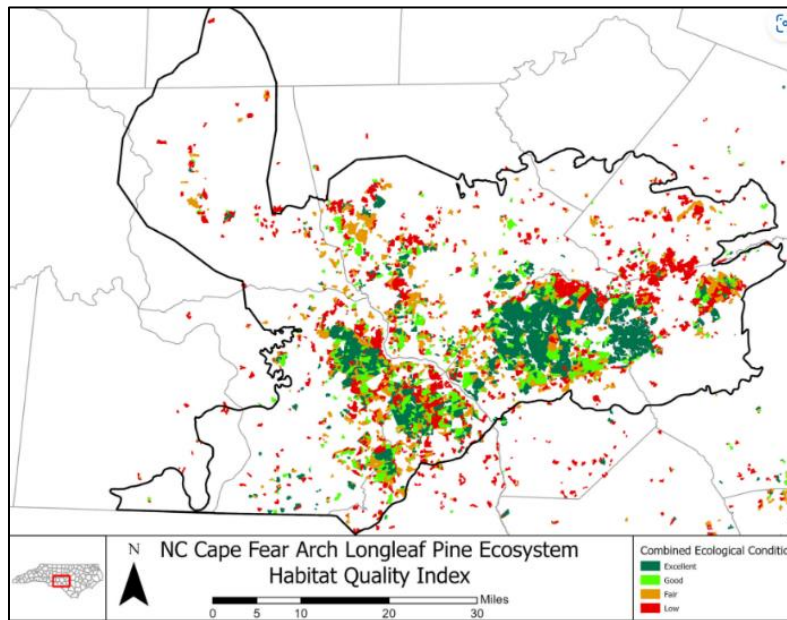 N
NC Cape Fear Arch Longleaf Pine Ecosystem
Habitat Quality Index
Miles
0 5 10 20 30
Combined Ecological Conditio
Excellent
Good
Fair
Low